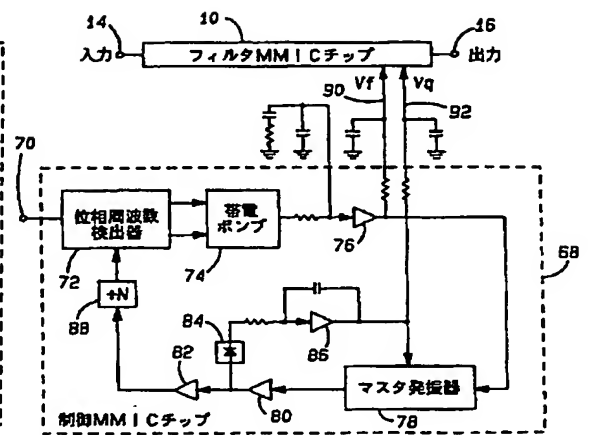 14
10
16
入力
フィルタMMICチップ
出力
Vf
Vq
90
92
70
68
位相周波数
検出器
帯電
ポンプ
72
74
76
÷N
88
84
86
82
80
マスタ発振器
78
制御MMICチップ